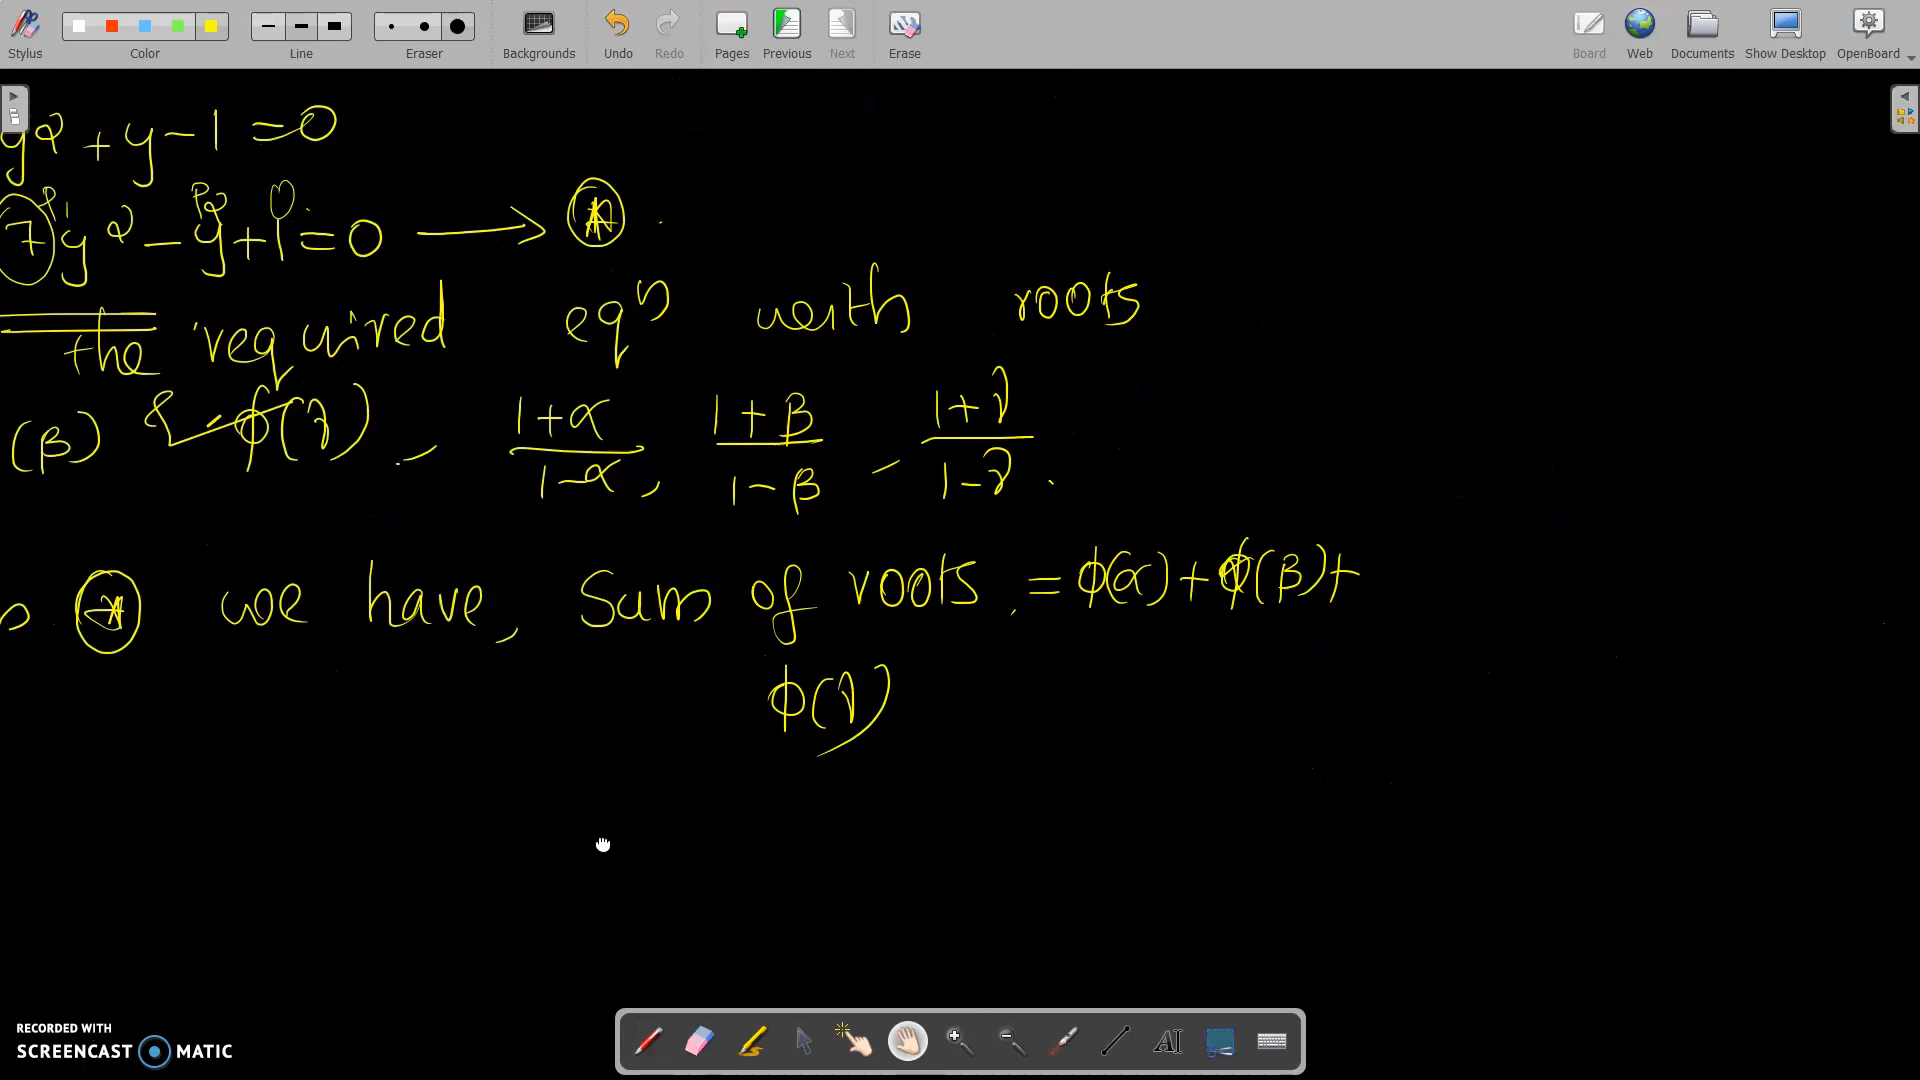 Stylus Color Line Eraser Backgrounds Undo Redo Pages Previous Next Erase Board Web Documents Show Desktop OpenBoard
y² + y - 1 = 0
7y² - y + 1 = 0 → *
the required eqn with roots
(β) & φ(γ), (1+α)/(1-α), (1+β)/(1-β), (1+γ)/(1-γ).
* we have, Sum of roots = φ(α) + φ(β) +
φ(γ)
RECORDED WITH
SCREENCAST MATIC